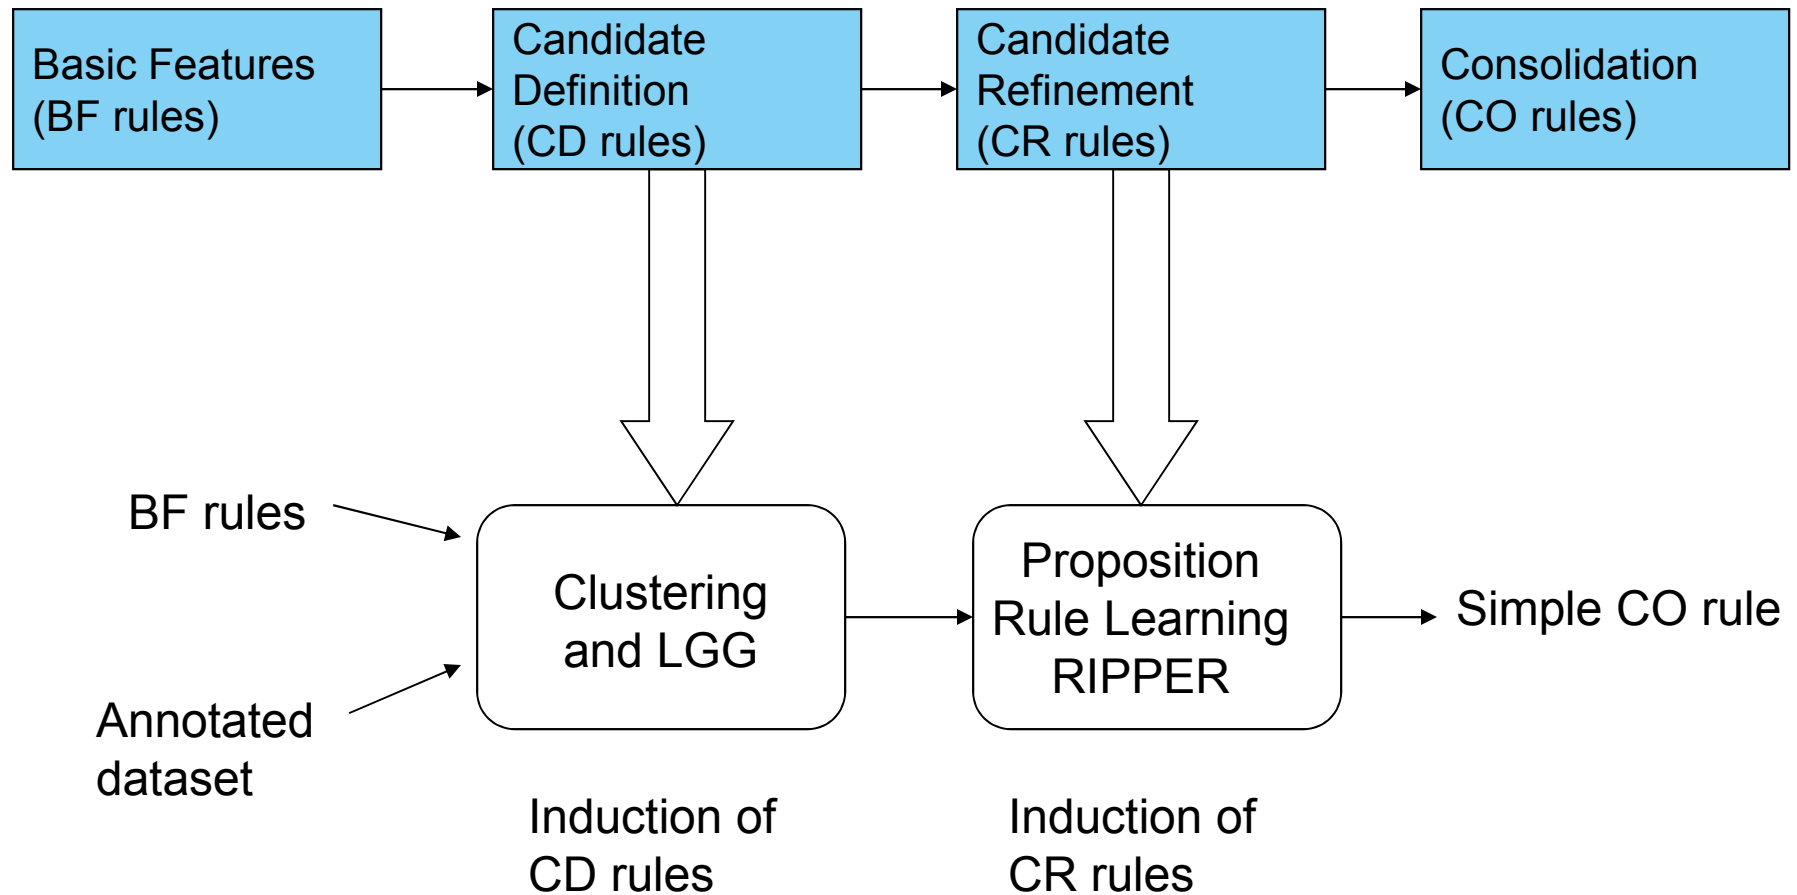 Basic Features
(BF rules)
Candidate
Definition
(CD rules)
Candidate
Refinement
(CR rules)
Consolidation
(CO rules)
BF rules
Annotated
dataset
Clustering
and LGG
Proposition
Rule Learning
RIPPER
Simple CO rule
Induction of
CD rules
Induction of
CR rules